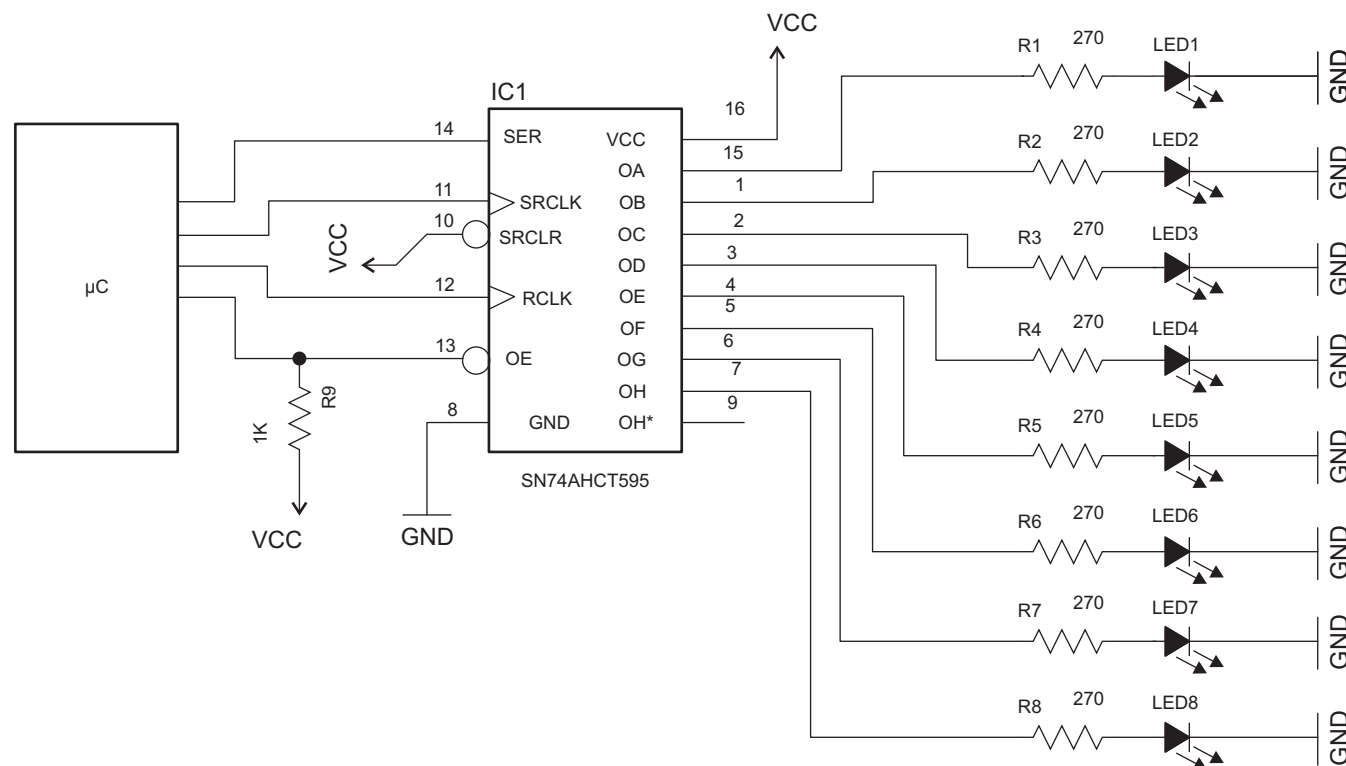 VCC
R1 270 LED1 GND
IC1
16
14 SER VCC
15
OA
R2 270 LED2 GND
1
11 SRCLK OB
10 2
SRCLR OC
R3 270 LED3 GND
VCC
3
OD
µC
12 RCLK OE 4
5
OF
R4 270 LED4 GND
6
13 OE OG
7
OH
R9
1K
8 GND OH* 9
R5 270 LED5 GND
SN74AHCT595
VCC
GND
R6 270 LED6 GND
R7 270 LED7 GND
R8 270 LED8 GND